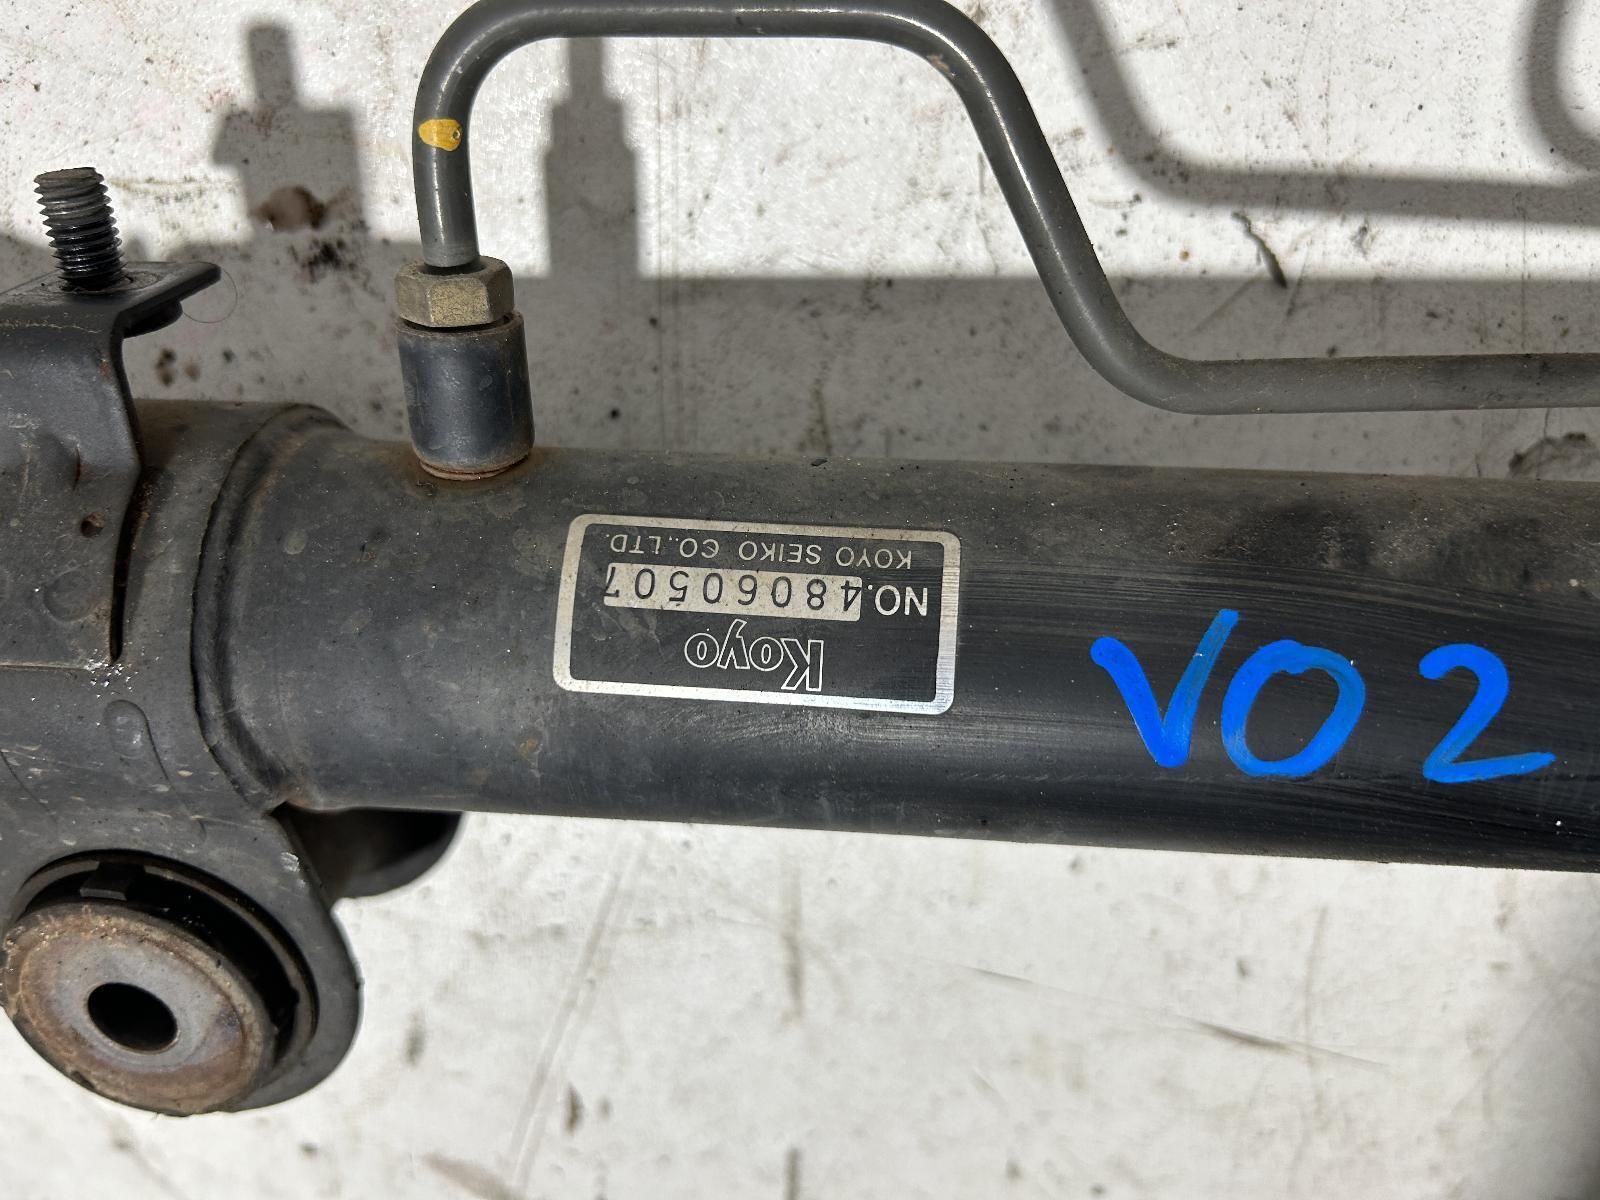 Koyo
NO.48060507
KOYO SEIKO CO.,LTD.
VO2